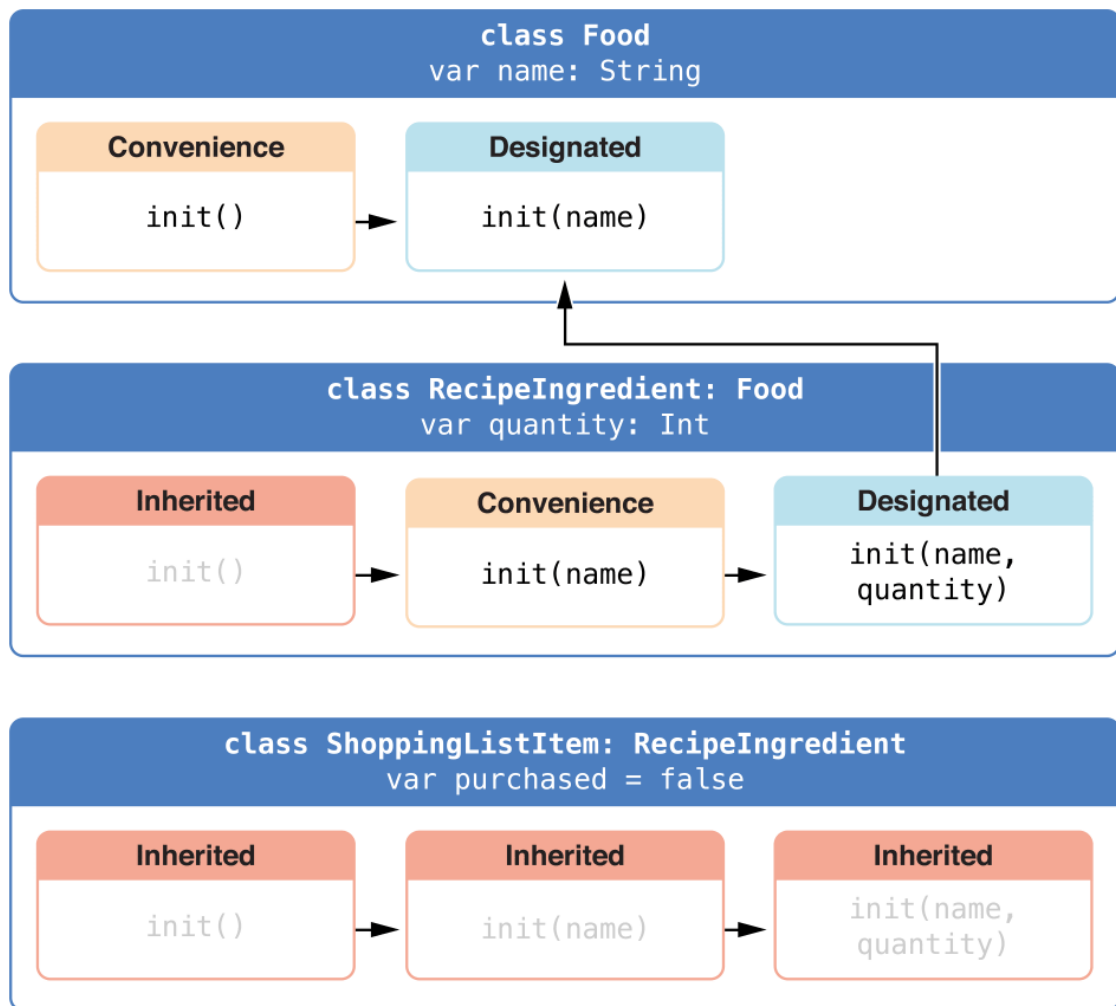 class Food
var name: String
Convenience
Designated
init()
init(name)
class RecipeIngredient: Food
var quantity: Int
Inherited
Convenience
Designated
init()
init(name)
init(name,
quantity)
class ShoppingListItem: RecipeIngredient
var purchased = false
Inherited
Inherited
Inherited
init()
init(name)
init(name,
quantity)